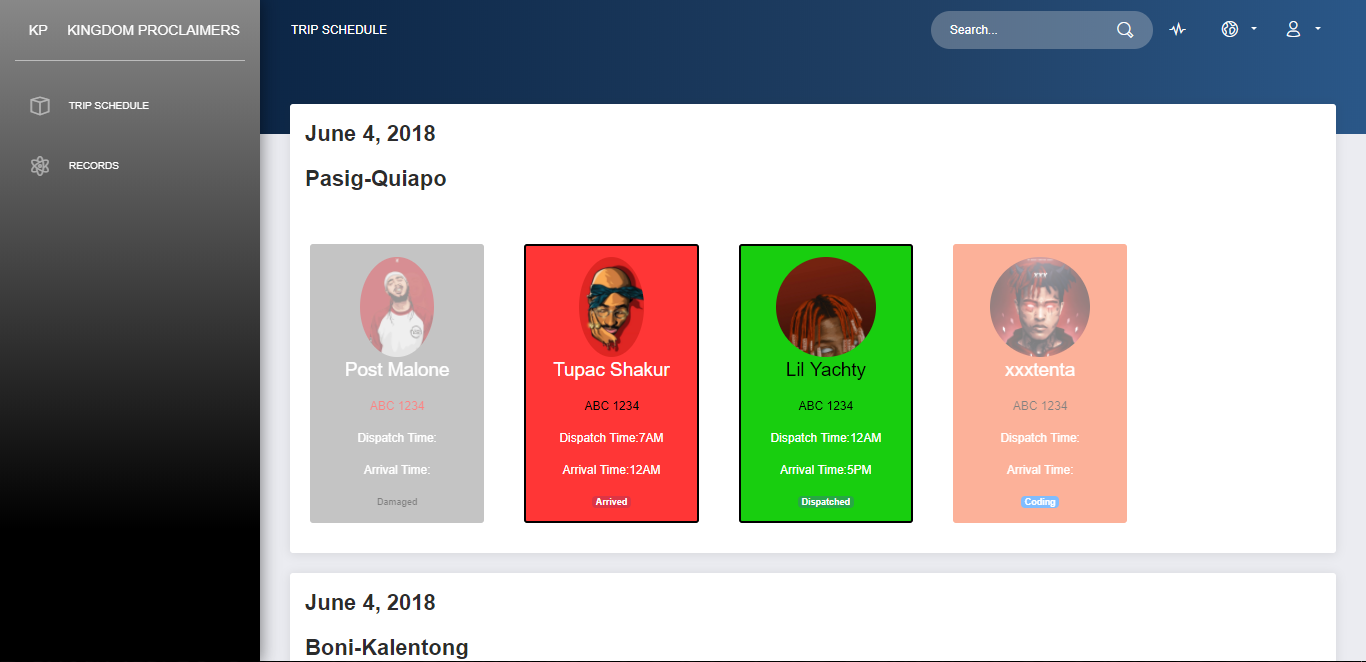 KP KINGDOM PROCLAIMERS
TRIP SCHEDULE
RECORDS
TRIP SCHEDULE
Search...
June 4, 2018
Pasig-Quiapo
Post Malone
ABC 1234
Dispatch Time:
Arrival Time:
Damaged
Tupac Shakur
ABC 1234
Dispatch Time:7AM
Arrival Time:12AM
Arrived
Lil Yachty
ABC 1234
Dispatch Time:12AM
Arrival Time:5PM
Dispatched
xxxtenta
ABC 1234
Dispatch Time:
Arrival Time:
Coding
June 4, 2018
Boni-Kalentong